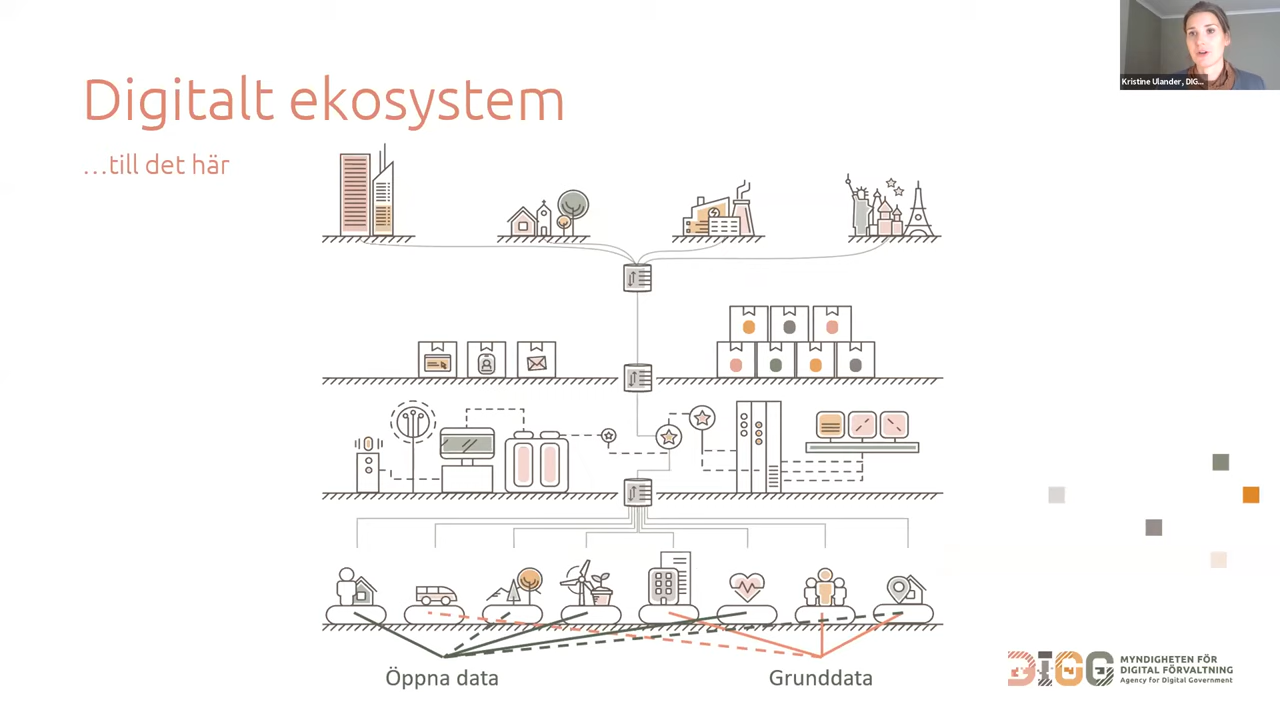 Digitalt ekosystem
...till det här
Kristine Ulander, DIG...
Öppna data
Grunddata
DIGG
MYNDIGHETEN FÖR
DIGITAL FÖRVALTNING
Agency for Digital Government